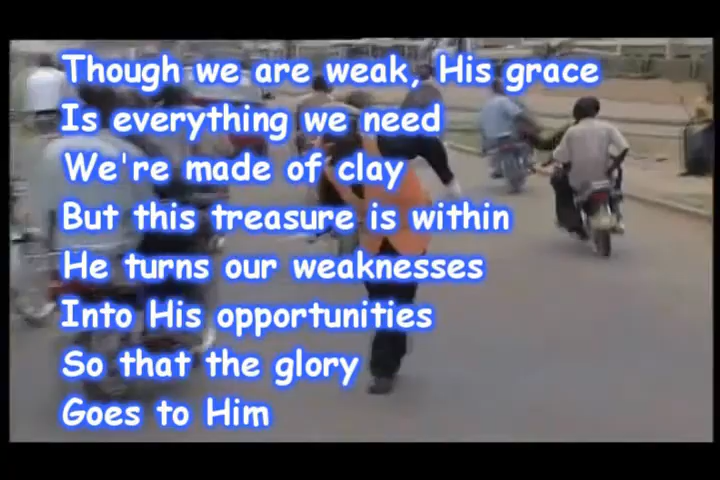 Though we are weak, His grace
Is everything we need
We're made of clay
But this treasure is within
He turns our weaknesses
Into His opportunities
So that the glory
Goes to Him